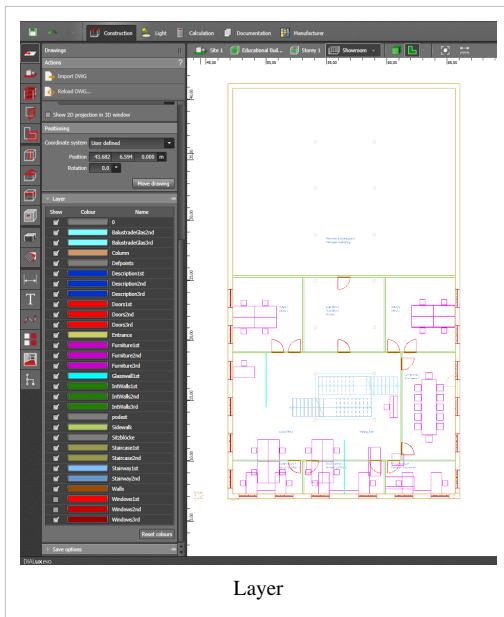 Construction Light Calculation Documentation Manufacturer
Drawings
Site 1 Educational Buil... Storey 1 Showroom
Actions ?
Import DWG
Reload DWG...
Show 2D projection in 3D window
Positioning
Coordinate system User defined
Position 43.682 6.594 0.000 m
Rotation 0.0 °
Move drawing
Layer
Show Colour Name
0
BalustradeGlas2nd
BalustradeGlas3rd
Column
Defpoints
Description1st
Description2nd
Description3rd
Doors1st
Doors2nd
Doors3rd
Entrance
Furniture1st
Furniture2nd
Furniture3rd
Glasswall1st
IntWalls1st
IntWalls2nd
IntWalls3rd
podest
Sidewalk
Sitzblocke
Staircase1st
Staircase2nd
Stairway1st
Stairway2nd
Walls
Windows1st
Windows2nd
Windows3rd
Reset colours
Save options
DIALux evo
Layer